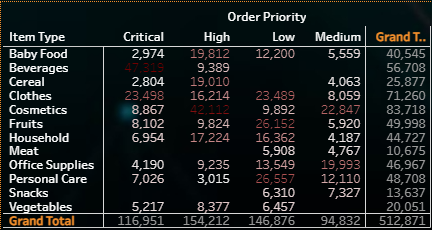 Order Priority
Item Type Critical High Low Medium Grand T..
Baby Food 2,974 19,812 12,200 5,559 40,545
Beverages 47,319 9,389 56,708
Cereal 2,804 19,010 4,063 25,877
Clothes 23,498 16,214 23,489 8,059 71,260
Cosmetics 8,867 42,112 9,892 22,847 83,718
Fruits 8,102 9,824 26,152 5,920 49,998
Household 6,954 17,224 16,362 4,187 44,727
Meat 5,908 4,767 10,675
Office Supplies 4,190 9,235 13,549 19,993 46,967
Personal Care 7,026 3,015 26,557 12,110 48,708
Snacks 6,310 7,327 13,637
Vegetables 5,217 8,377 6,457 20,051
Grand Total 116,951 154,212 146,876 94,832 512,871